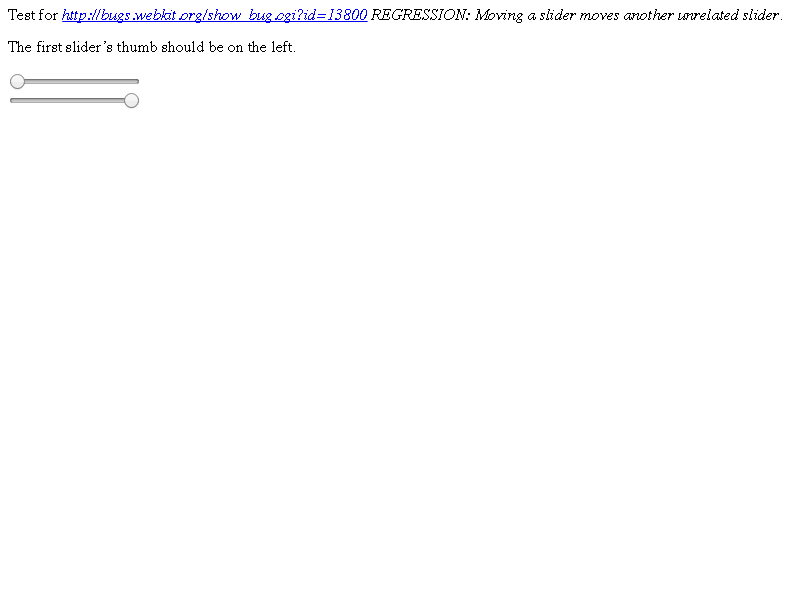 Test for http://bugs.webkit.org/show_bug.cgi?id=13800 REGRESSION: Moving a slider moves another unrelated slider.
The first slider’s thumb should be on the left.